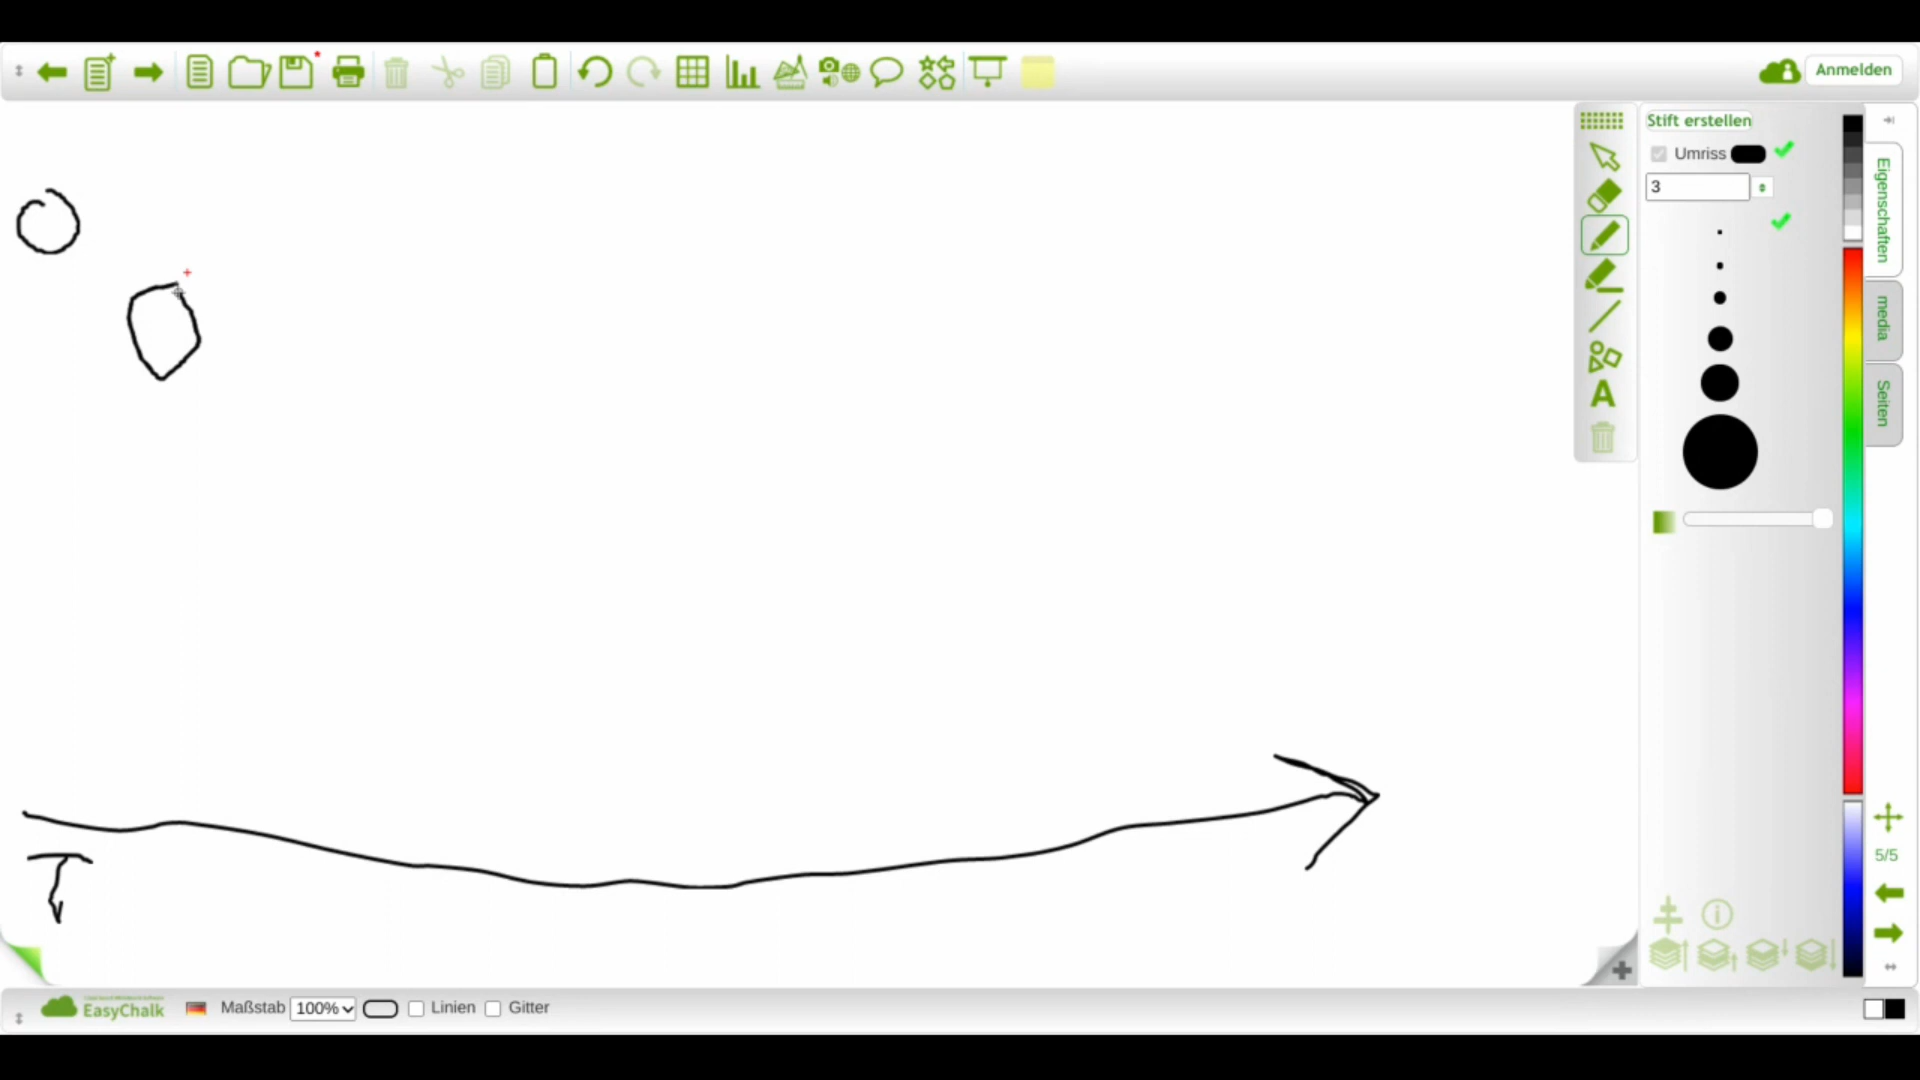 Anmelden
Stift erstellen
Umriss
3
Eigenschaften
media
Seiten
T
5/5
EasyChalk
Maßstab 100% Linien Gitter